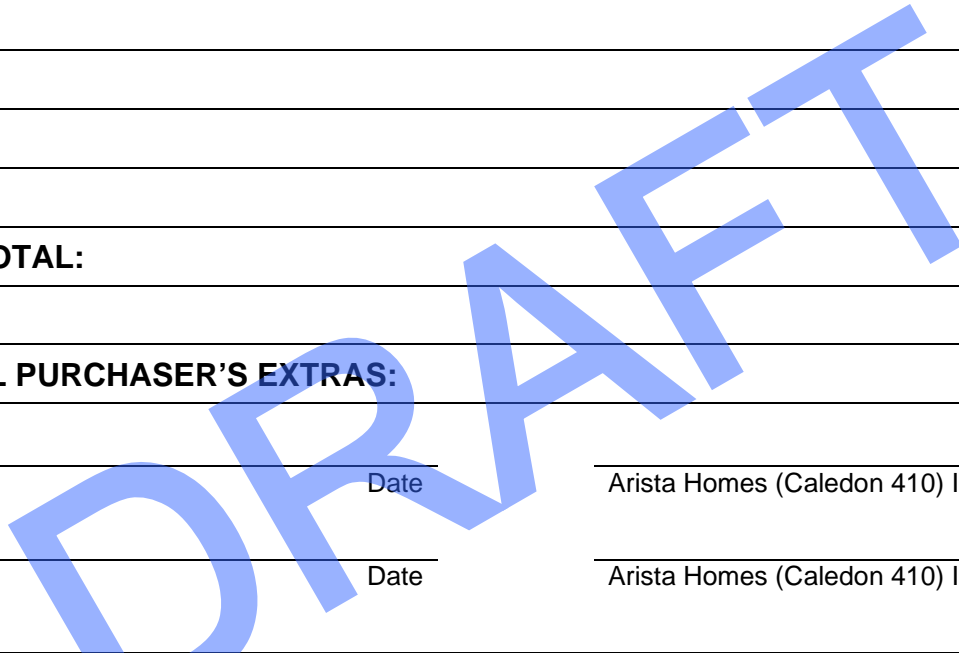 OTAL:
L PURCHASER’S EXTRAS:
Date Arista Homes (Caledon 410) I
Date Arista Homes (Caledon 410) I
DRAFT